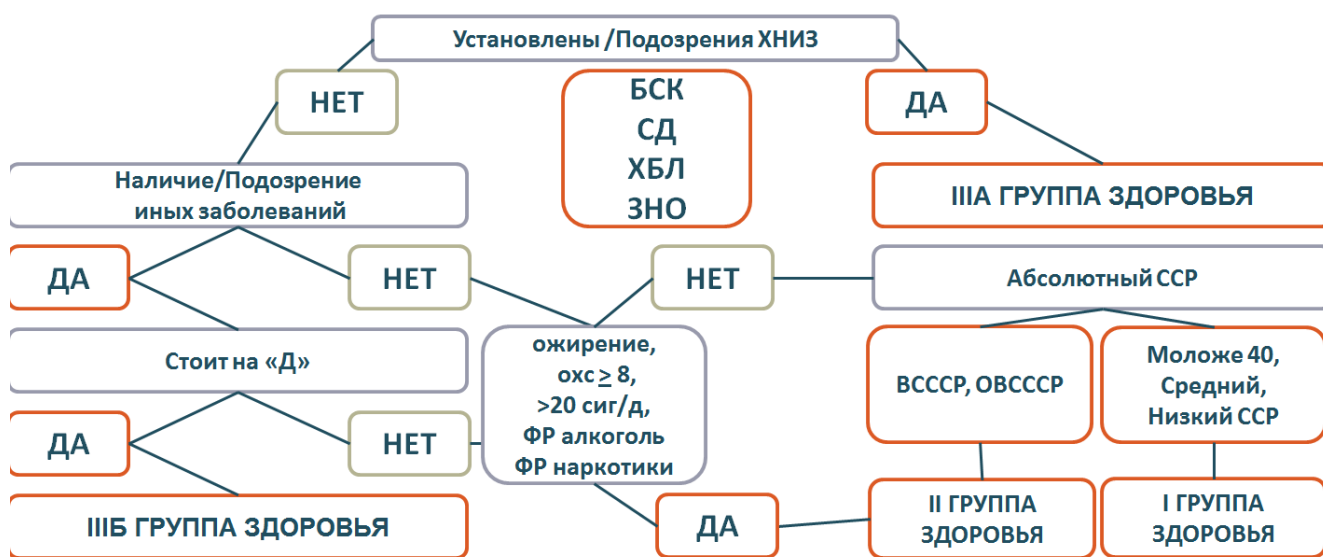 Установлены /Подозрения ХНИЗ
НЕТ
БСК
СД
ХБЛ
ЗНО
ДА
Наличие/Подозрение
иных заболеваний
IIIА ГРУППА ЗДОРОВЬЯ
ДА
НЕТ
НЕТ
Абсолютный ССР
Стоит на «Д»
ожирение,
охс ≥ 8,
>20 сиг/д,
ФР алкоголь
ФР наркотики
ВСССР, ОВСССР
Моложе 40,
Средний,
Низкий ССР
ДА
НЕТ
IIIБ ГРУППА ЗДОРОВЬЯ
ДА
II ГРУППА
ЗДОРОВЬЯ
I ГРУППА
ЗДОРОВЬЯ